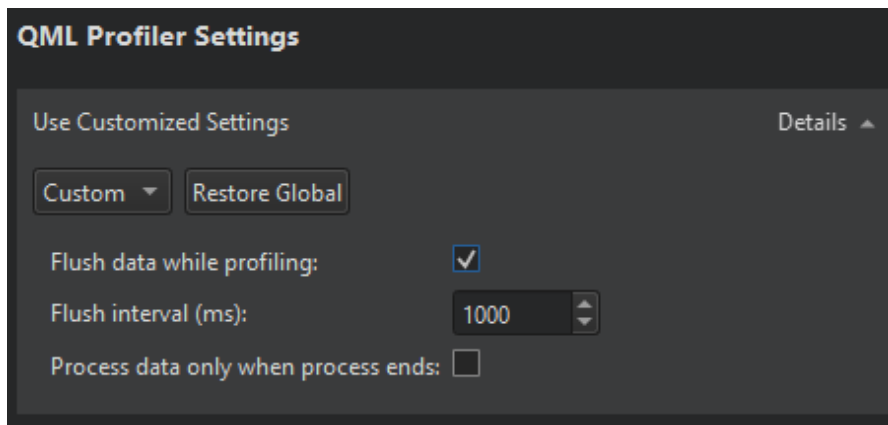 QML Profiler Settings
Use Customized Settings Details
Custom Restore Global
Flush data while profiling:
Flush interval (ms): 1000
Process data only when process ends: